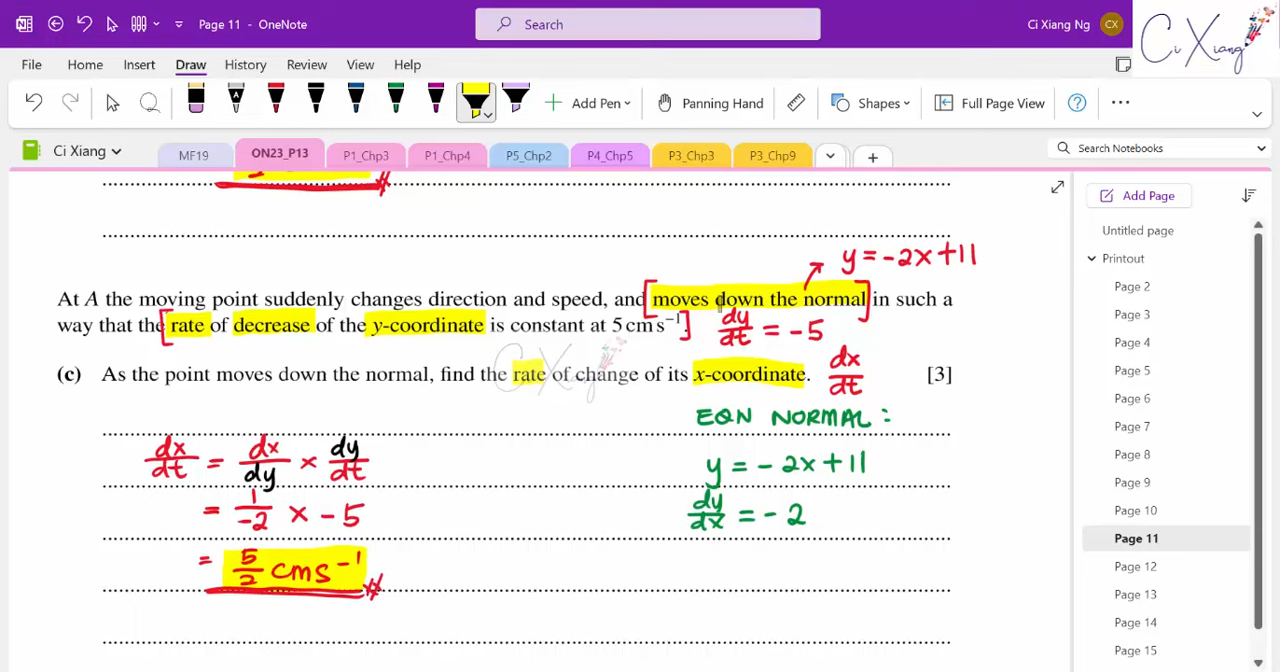 Page 11 - OneNote
Search
Ci Xiang Ng
CX
Ci Xiang
File Home Insert Draw History Review View Help
Add Pen
Panning Hand
Shapes
Full Page View
Ci Xiang
MF19
ON23_P13
P1_Chp3
P1_Chp4
P5_Chp2
P4_Chp5
P3_Chp3
P3_Chp9
Search Notebooks
y = -2x + 11
At A the moving point suddenly changes direction and speed, and [moves down the normal] in such a
way that the [rate of decrease of the y-coordinate is constant at 5 cm s⁻¹.] dy/dt = -5
(c) As the point moves down the normal, find the rate of change of its x-coordinate. dx/dt [3]
Ci Xiang
EQN NORMAL :
dx/dt = dx/dy × dy/dt
y = -2x + 11
= 1/-2 × -5
dy/dx = -2
= 5/2 cms⁻¹
Add Page
Untitled page
Printout
Page 2
Page 3
Page 4
Page 5
Page 6
Page 7
Page 8
Page 9
Page 10
Page 11
Page 12
Page 13
Page 14
Page 15